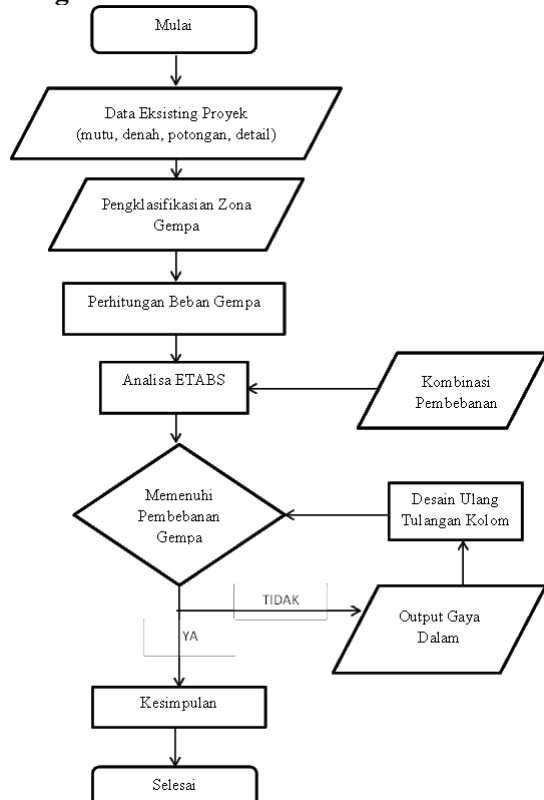 Mulai
Data Eksisting Proyek
(mutu, denah, potongan, detail)
Pengklasifikasian Zona
Gempa
Perhitungan Beban Gempa
Analisa ETABS
Kombinasi
Pembebanan
Memenuhi
Pembebanan
Gempa
Desain Ulang
Tulangan Kolom
TIDAK
Output Gaya
Dalam
YA
Kesimpulan
Selesai